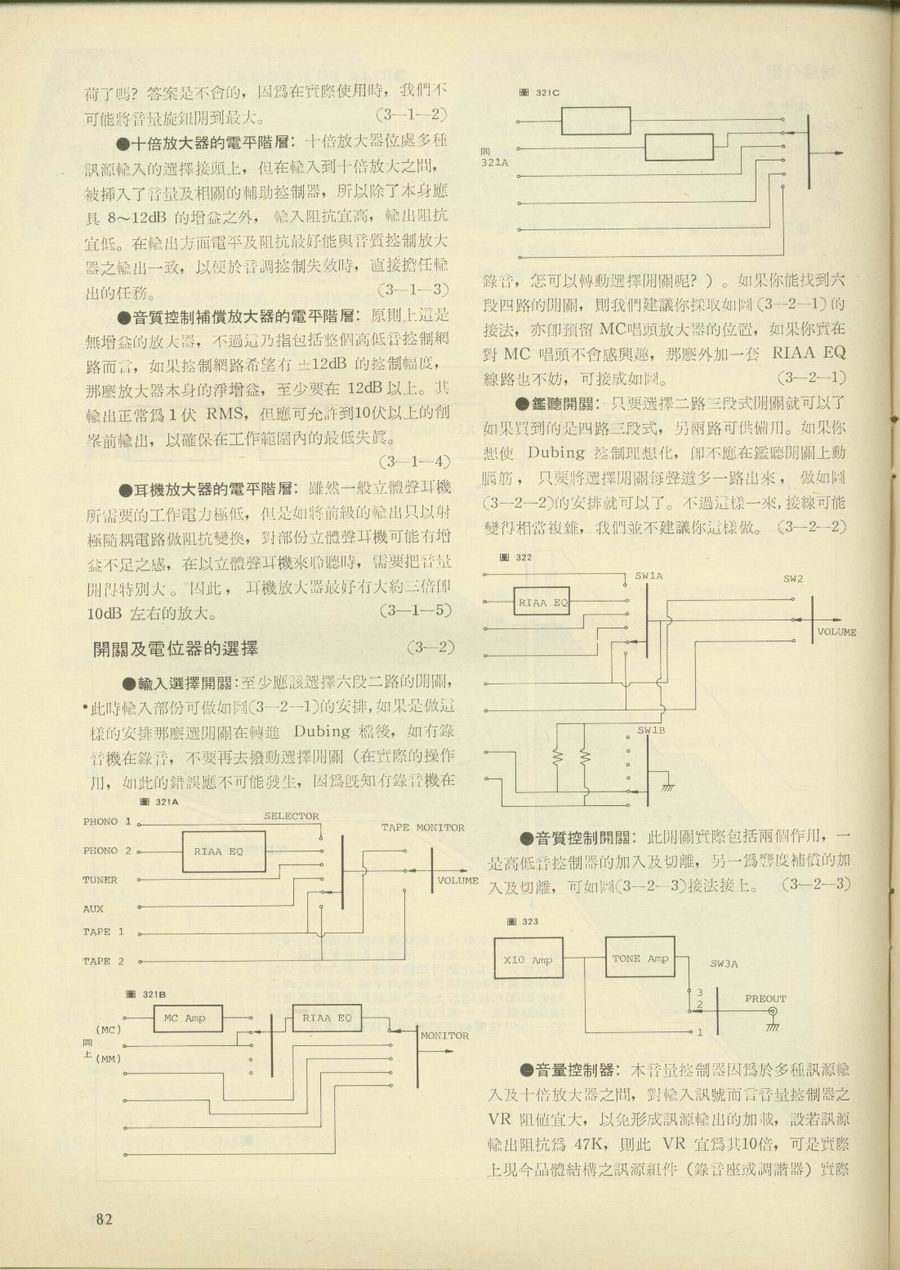 荷了嗎？答案是不會的，因爲在實際使用時，我們不
可能將音量旋鈕開到最大。 （3—1—2）
●十倍放大器的電平階層：十倍放大器位處多種
訊源輸入的選擇接頭上，但在輸入到十倍放大之間，
被挿入了音量及相關的輔助控制器，所以除了本身應
具 8～12dB 的增益之外，輸入阻抗宜高，輸出阻抗
宜低。在輸出方面電平及阻抗最好能與音質控制放大
器之輸出一致，以便於音調控制失效時，直接擔任輸
出的任務。 （3—1—3）
●音質控制補償放大器的電平階層：原則上這是
無增益的放大器，不過這乃指包括整個高低音控制網
路而言，如果控制網路希望有 ±12dB 的控制幅度，
那麽放大器本身的淨增益，至少要在 12dB 以上。其
輸出正常爲 1 伏 RMS，但應可允許到10伏以上的削
峯前輸出，以確保在工作範圍內的最低失眞。
（3—1—4）
●耳機放大器的電平階層：雖然一般立體聲耳機
所需要的工作電力極低，但是如將前級的輸出只以射
極隨耦電路做阻抗變換，對部份立體聲耳機可能有增
益不足之感，在以立體聲耳機來聆聽時，需要把音量
開得特別大。因此，耳機放大器最好有大約三倍卽
10dB 左右的放大。 （3—1—5）
開關及電位器的選擇 （3—2）
●輸入選擇開關：至少應該選擇六段二路的開關，
此時輸入部份可做如圖（3—2—1）的安排，如果是做這
樣的安排那麽選開關在轉進 Dubing 檔後，如有錄
音機在錄音，不要再去撥動選擇開關（在實際的操作
用，如此的錯誤應不可能發生，因爲旣知有錄音機在
圖 321A
PHONO 1
SELECTOR
TAPE MONITOR
PHONO 2
RIAA EQ
TUNER
VOLUME
AUX
TAPE 1
TAPE 2
圖 321B
MC Amp
RIAA EQ
(MC)
MONITOR
同上
(MM)
82
圖 321C
同
321A
錄音，怎可以轉動選擇開關呢？）。如果你能找到六
段四路的開關，則我們建議你採取如圖（3—2—1）的
接法，亦卽預留 MC唱頭放大器的位置，如果你實在
對 MC 唱頭不會感興趣，那麽外加一套 RIAA EQ
線路也不妨，可接成如圖。 （3—2—1）
●鑑聽開關：只要選擇二路三段式開關就可以了
如果買到的是四路三段式，另兩路可供備用。如果你
想使 Dubing 控制理想化，卽不應在鑑聽開關上動
腦筋，只要將選擇開關每聲道多一路出來，做如圖
（3—2—2）的安排就可以了。不過這樣一來，接線可能
變得相當複雜，我們並不建議你這樣做。（3—2—2）
圖 322
SW1A
SW2
RIAA EQ
VOLUME
SW1B
●音質控制開關：此開關實際包括兩個作用，一
是高低音控制器的加入及切離，另一爲響度補償的加
入及切離，可如圖（3—2—3）接法接上。 （3—2—3）
圖 323
X10 Amp
TONE Amp
SW3A
3
2
PREOUT
1
●音量控制器：本音量控制器因爲於多種訊源輸
入及十倍放大器之間，對輸入訊號而言音量控制器之
VR 阻值宜大，以免形成訊源輸出的加載，設若訊源
輸出阻抗爲 47K，則此 VR 宜爲其10倍，可是實際
上現今晶體結構之訊源組件（錄音座或調諧器）實際